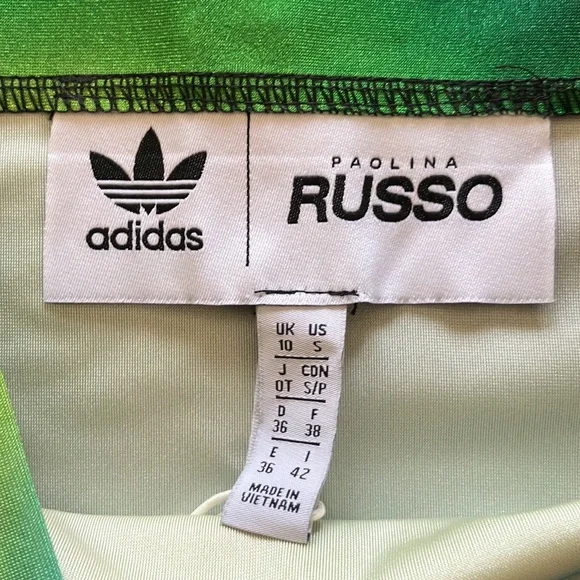 adidas
PAOLINA
RUSSO
UK US
10 S
J CDN
OT S/P
D F
36 38
E I
36 42
MADE IN
VIETNAM